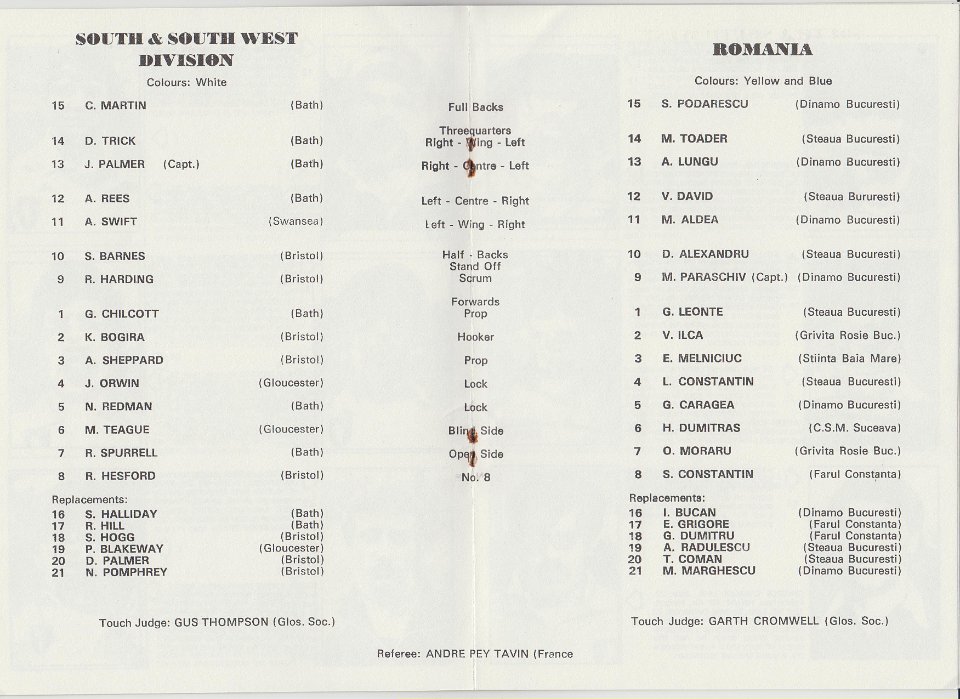 SOUTH & SOUTH WEST
DIVISION
Colours: White
15 C. MARTIN (Bath)
14 D. TRICK (Bath)
13 J. PALMER (Capt.) (Bath)
12 A. REES (Bath)
11 A. SWIFT (Swansea)
10 S. BARNES (Bristol)
9 R. HARDING (Bristol)
1 G. CHILCOTT (Bath)
2 K. BOGIRA (Bristol)
3 A. SHEPPARD (Bristol)
4 J. ORWIN (Gloucester)
5 N. REDMAN (Bath)
6 M. TEAGUE (Gloucester)
7 R. SPURRELL (Bath)
8 R. HESFORD (Bristol)
Replacements:
16 S. HALLIDAY (Bath)
17 R. HILL (Bath)
18 S. HOGG (Bristol)
19 P. BLAKEWAY (Gloucester)
20 D. PALMER (Bristol)
21 N. POMPHREY (Bristol)
Touch Judge: GUS THOMPSON (Glos. Soc.)
Full Backs
Threequarters
Right - Wing - Left
Right - Centre - Left
Left - Centre - Right
Left - Wing - Right
Half - Backs
Stand Off
Scrum
Forwards
Prop
Hooker
Prop
Lock
Lock
Blind Side
Open Side
No. 8
ROMANIA
Colours: Yellow and Blue
15 S. PODARESCU (Dinamo Bucuresti)
14 M. TOADER (Steaua Bucuresti)
13 A. LUNGU (Dinamo Bucuresti)
12 V. DAVID (Steaua Bururesti)
11 M. ALDEA (Dinamo Bucuresti)
10 D. ALEXANDRU (Steaua Bucuresti)
9 M. PARASCHIV (Capt.) (Dinamo Bucuresti)
1 G. LEONTE (Steaua Bucuresti)
2 V. ILCA (Grivita Rosie Buc.)
3 E. MELNICIUC (Stiinta Baia Mare)
4 L. CONSTANTIN (Steaua Bucuresti)
5 G. CARAGEA (Dinamo Bucuresti)
6 H. DUMITRAS (C.S.M. Suceava)
7 O. MORARU (Grivita Rosie Buc.)
8 S. CONSTANTIN (Farul Constanta)
Replacements:
16 I. BUCAN (Dinamo Bucuresti)
17 E. GRIGORE (Farul Constanta)
18 G. DUMITRU (Farul Constanta)
19 A. RADULESCU (Steaua Bucuresti)
20 T. COMAN (Steaua Bucuresti)
21 M. MARGHESCU (Dinamo Bucuresti)
Touch Judge: GARTH CROMWELL (Glos. Soc.)
Referee: ANDRE PEY TAVIN (France